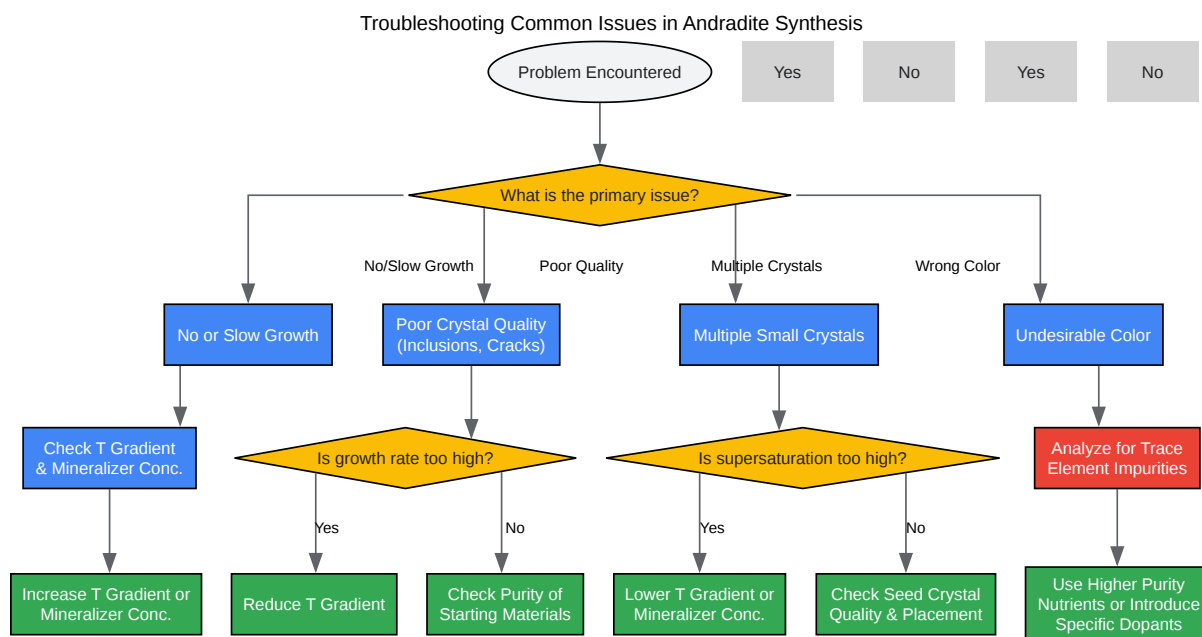 Troubleshooting Common Issues in Andradite Synthesis
Problem Encountered
Yes
No
Yes
No
What is the primary issue?
No/Slow Growth
Poor Quality
Multiple Crystals
Wrong Color
No or Slow Growth
Poor Crystal Quality
(Inclusions, Cracks)
Multiple Small Crystals
Undesirable Color
Check T Gradient
& Mineralizer Conc.
Is growth rate too high?
Is supersaturation too high?
Analyze for Trace
Element Impurities
Yes
No
Yes
No
Increase T Gradient or
Mineralizer Conc.
Reduce T Gradient
Check Purity of
Starting Materials
Lower T Gradient or
Mineralizer Conc.
Check Seed Crystal
Quality & Placement
Use Higher Purity
Nutrients or Introduce
Specific Dopants